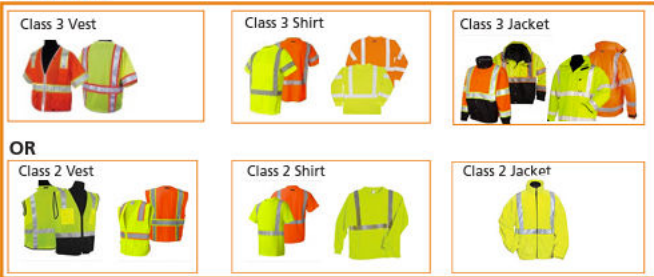 Class 3 Vest
Class 3 Shirt
Class 3 Jacket
OR
Class 2 Vest
Class 2 Shirt
Class 2 Jacket